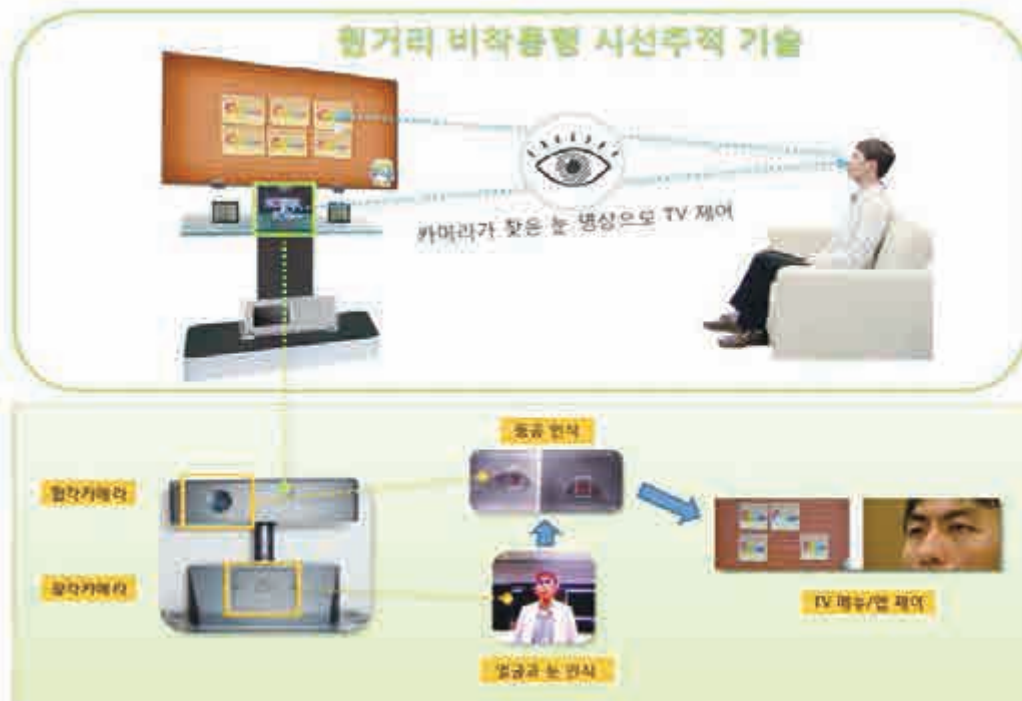 원거리 비착용형 시선추적 기술
카메라가 찾은 눈 영상으로 TV 제어
동공 인식
협각카메라
광각카메라
TV 메뉴/앱 제어
얼굴과 눈 인식